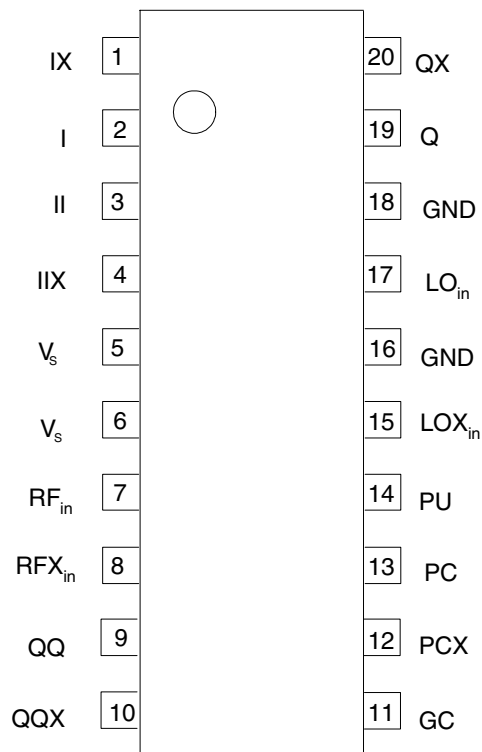 IX 1 20 QX
I 2 19 Q
II 3 18 GND
IIX 4 17 LOin
Vs 5 16 GND
Vs 6 15 LOXin
RFin 7 14 PU
RFXin 8 13 PC
QQ 9 12 PCX
QQX 10 11 GC